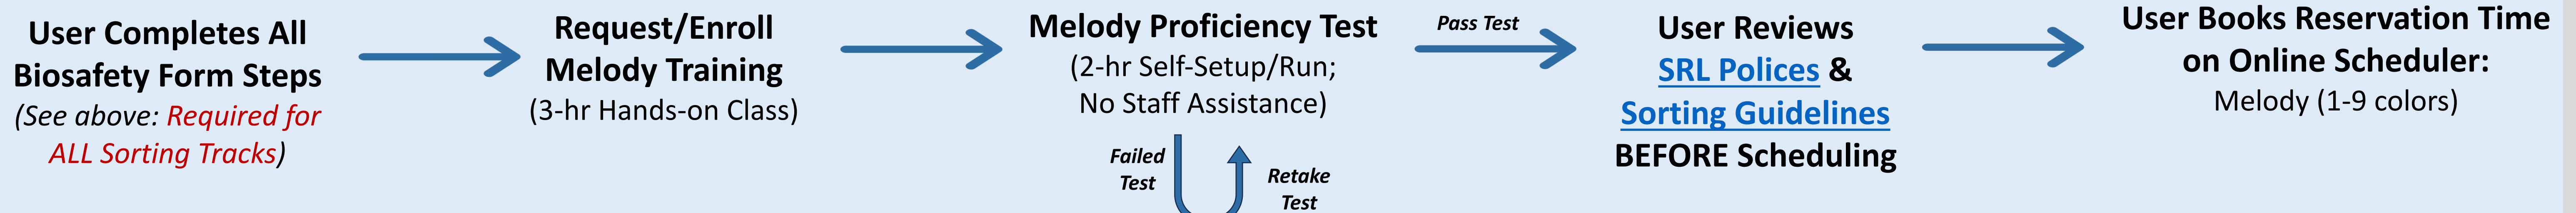 User Completes All
Biosafety Form Steps
(See above: Required for
ALL Sorting Tracks)
Request/Enroll
Melody Training
(3-hr Hands-on Class)
Melody Proficiency Test
(2-hr Self-Setup/Run;
No Staff Assistance)
Failed
Test
Retake
Test
Pass Test
User Reviews
SRL Polices &
Sorting Guidelines
BEFORE Scheduling
User Books Reservation Time
on Online Scheduler:
Melody (1-9 colors)